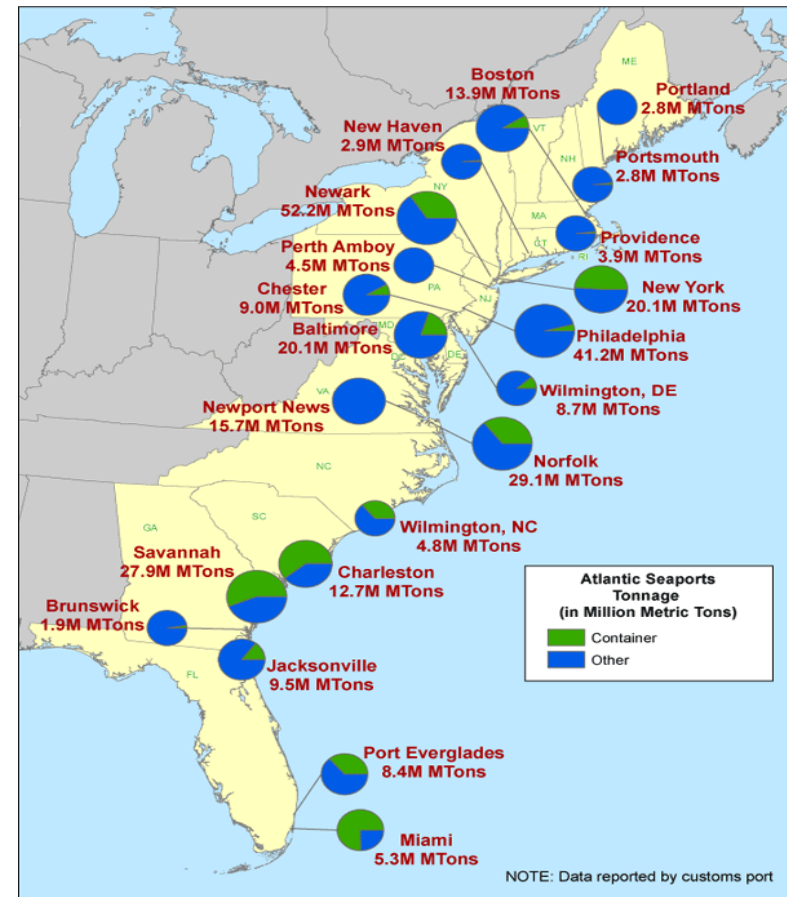 ME
Boston
13.9M MTons
Portland
2.8M MTons
VT
New Haven
2.9M MTons
NH
Portsmouth
2.8M MTons
NY
Newark
52.2M MTons
MA
CT
RI
Providence
3.9M MTons
Perth Amboy
4.5M MTons
PA
NJ
New York
20.1M MTons
Chester
9.0M MTons
MD
Baltimore
20.1M MTons
DC
DE
Philadelphia
41.2M MTons
Wilmington, DE
8.7M MTons
VA
Newport News
15.7M MTons
Norfolk
29.1M MTons
NC
Wilmington, NC
4.8M MTons
GA
SC
Savannah
27.9M MTons
Charleston
12.7M MTons
Brunswick
1.9M MTons
FL
Jacksonville
9.5M MTons
Atlantic Seaports
Tonnage
(in Million Metric Tons)
Container
Other
Port Everglades
8.4M MTons
Miami
5.3M MTons
NOTE: Data reported by customs port